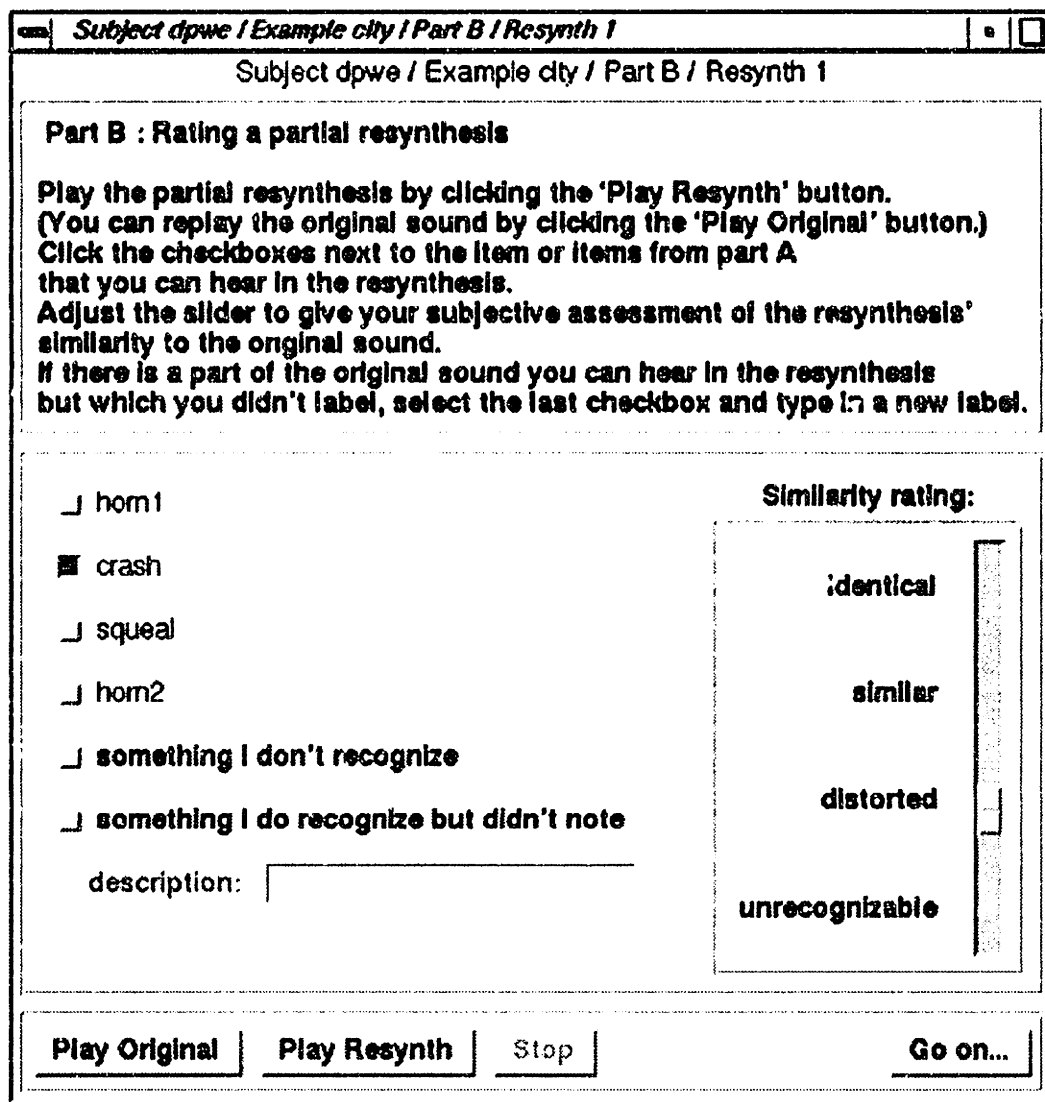 Subject dpwe / Example city / Part B / Resynth 1
Subject dpwe / Example city / Part B / Resynth 1
Part B : Rating a partial resynthesis
Play the partial resynthesis by clicking the 'Play Resynth' button.
(You can replay the original sound by clicking the 'Play Original' button.)
Click the checkboxes next to the item or items from part A
that you can hear in the resynthesis.
Adjust the slider to give your subjective assessment of the resynthesis'
similarity to the original sound.
If there is a part of the original sound you can hear in the resynthesis
but which you didn't label, select the last checkbox and type in a new label.
horn1
crash
squeal
horn2
something I don't recognize
something I do recognize but didn't note
description:
Similarity rating:
identical
similar
distorted
unrecognizable
Play Original
Play Resynth
Stop
Go on...